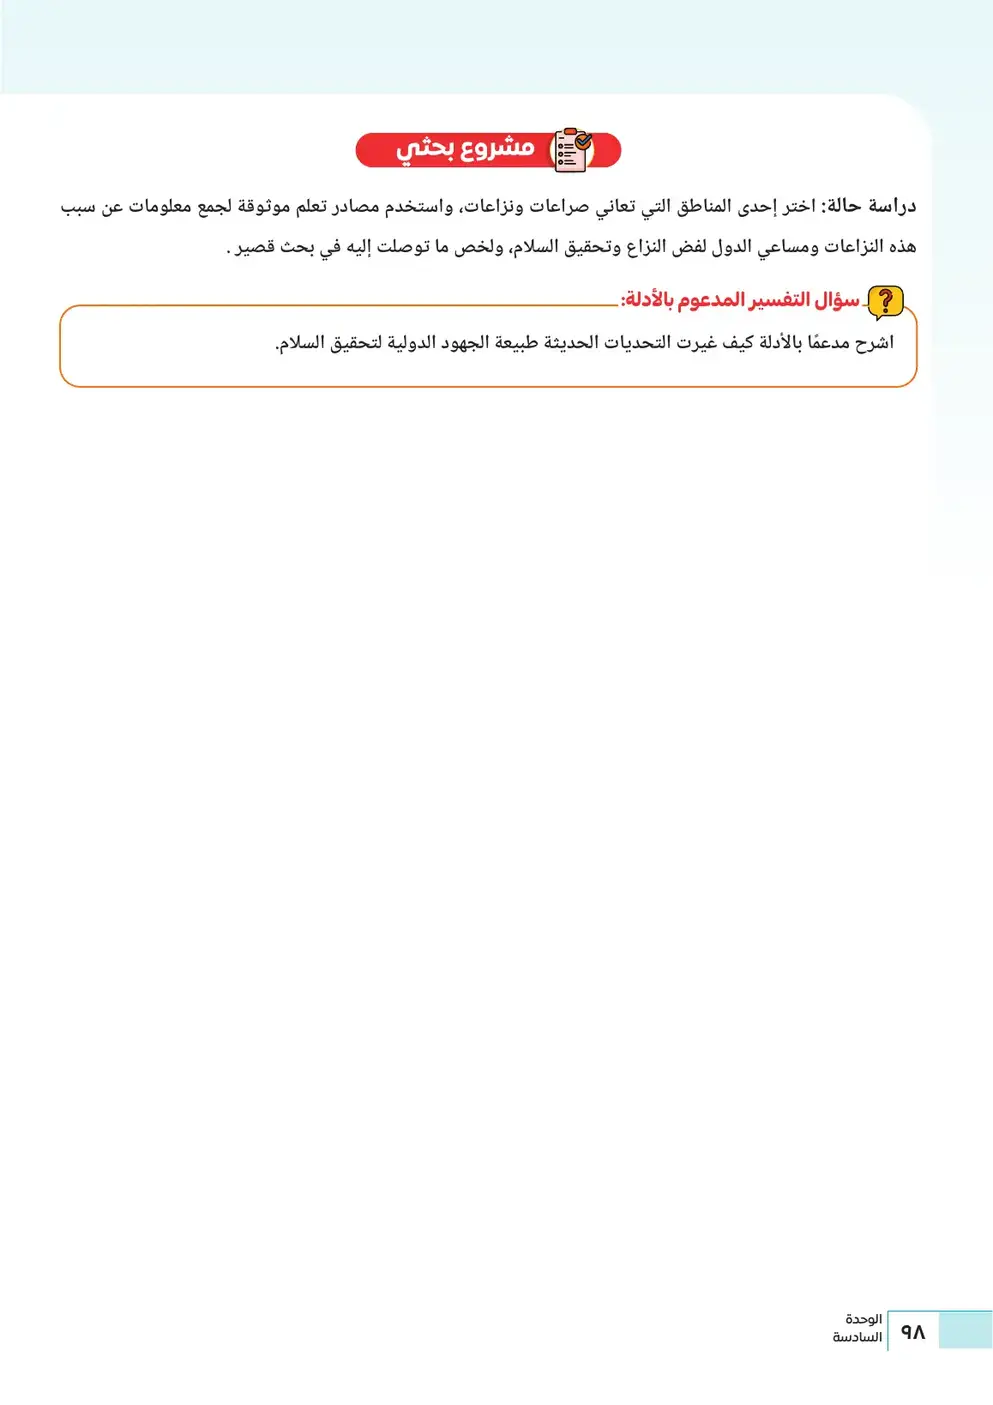 مشروع بحثي
دراسة حالة: اختر إحدى المناطق التي تعاني صراعات ونزاعات، واستخدم مصادر تعلم موثوقة لجمع معلومات عن سبب
هذه النزاعات ومساعي الدول لفض النزاع وتحقيق السلام، ولخص ما توصلت إليه في بحث قصير .
سؤال التفسير المدعوم بالأدلة:
اشرح مدعمًا بالأدلة كيف غيرت التحديات الحديثة طبيعة الجهود الدولية لتحقيق السلام.
٩٨
الوحدة
السادسة